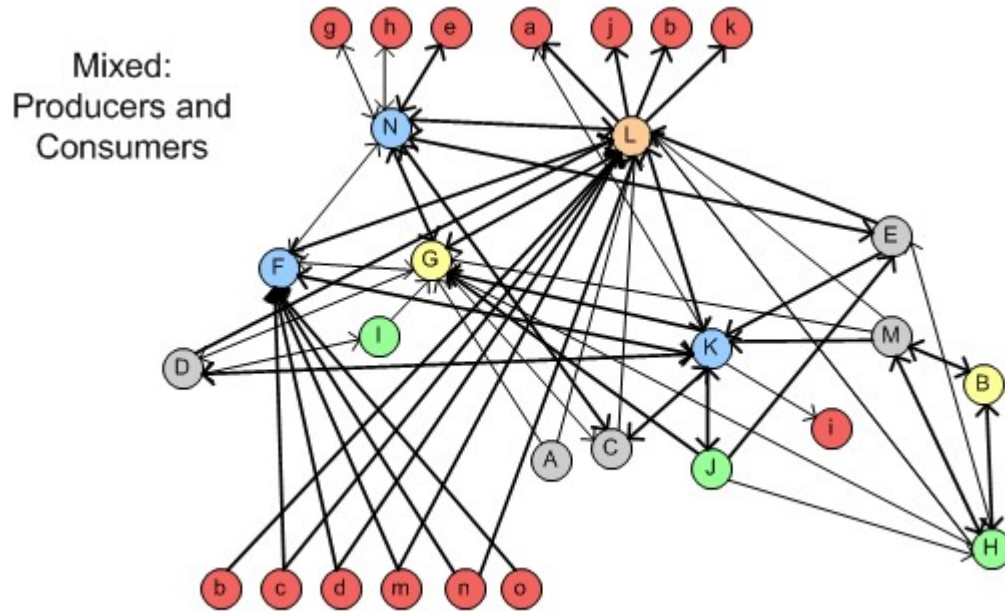 g h e a j b k
Mixed:
Producers and
Consumers
N L
E
F G
I K M
D B
i
A C J
H
b c d m n o